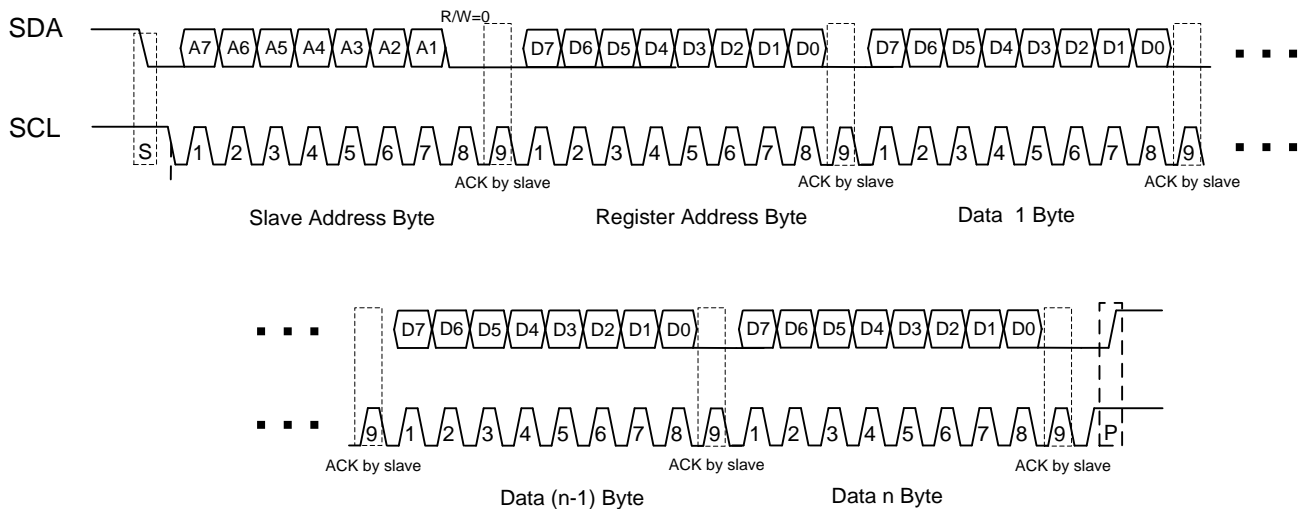 R/W=0
SDA A7 A6 A5 A4 A3 A2 A1 D7 D6 D5 D4 D3 D2 D1 D0 D7 D6 D5 D4 D3 D2 D1 D0
SCL
S 1 2 3 4 5 6 7 8 9 1 2 3 4 5 6 7 8 9 1 2 3 4 5 6 7 8 9
ACK by slave ACK by slave ACK by slave
Slave Address Byte Register Address Byte Data 1 Byte
D7 D6 D5 D4 D3 D2 D1 D0 D7 D6 D5 D4 D3 D2 D1 D0
9 1 2 3 4 5 6 7 8 9 1 2 3 4 5 6 7 8 9 P
ACK by slave ACK by slave ACK by slave
Data (n-1) Byte Data n Byte